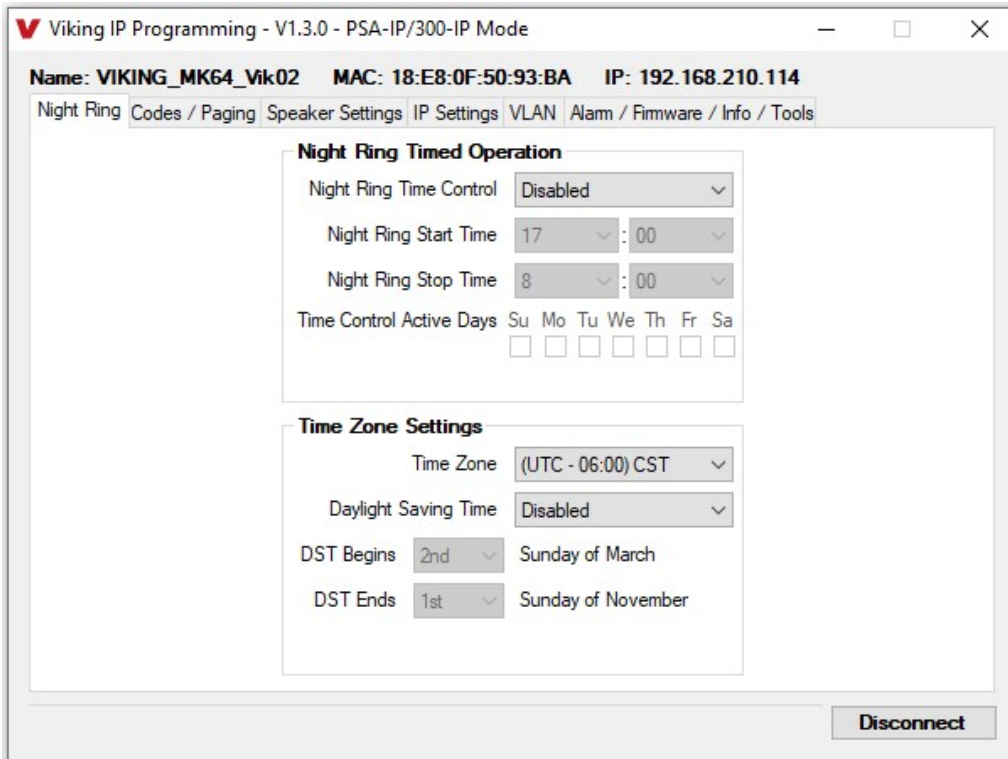 Viking IP Programming - V1.3.0 - PSA-IP/300-IP Mode
Name: VIKING_MK64_Vik02 MAC: 18:E8:0F:50:93:BA IP: 192.168.210.114
Night Ring Codes / Paging Speaker Settings IP Settings VLAN Alarm / Firmware / Info / Tools
Night Ring Timed Operation
Night Ring Time Control Disabled
Night Ring Start Time 17 : 00
Night Ring Stop Time 8 : 00
Time Control Active Days Su Mo Tu We Th Fr Sa
Time Zone Settings
Time Zone (UTC - 06:00) CST
Daylight Saving Time Disabled
DST Begins 2nd Sunday of March
DST Ends 1st Sunday of November
Disconnect